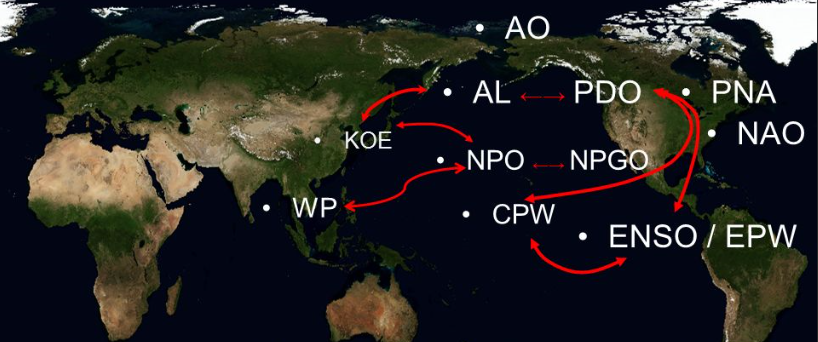 AO
AL PDO PNA
NAO
KOE
NPO NPGO
WP CPW
ENSO / EPW